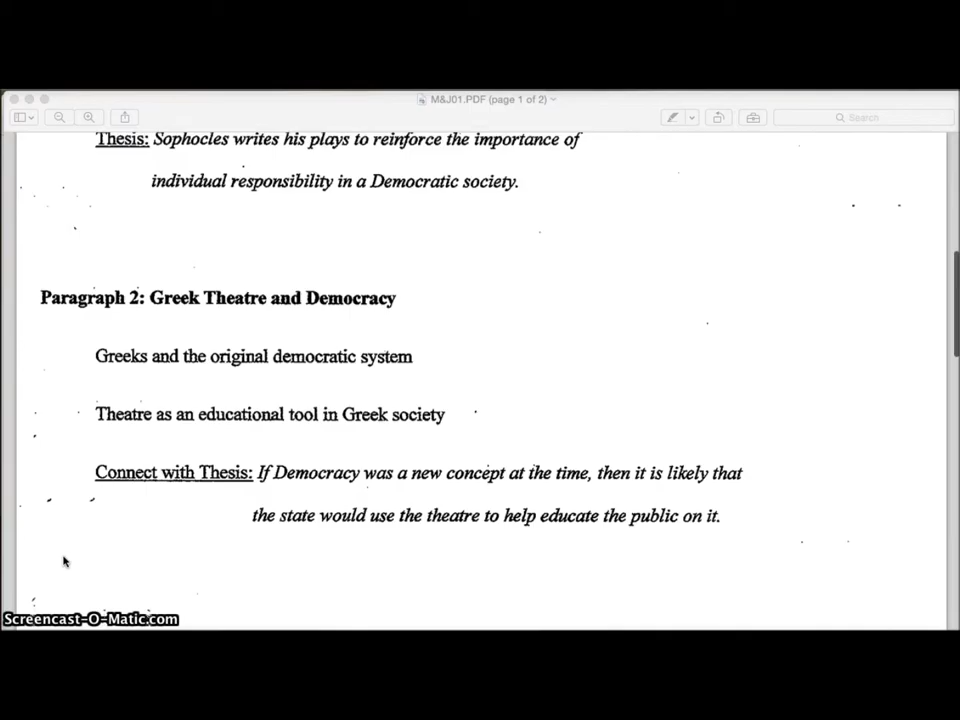 M&J01.PDF (page 1 of 2)
Search
Thesis: Sophocles writes his plays to reinforce the importance of
individual responsibility in a Democratic society.
Paragraph 2: Greek Theatre and Democracy
Greeks and the original democratic system
Theatre as an educational tool in Greek society
Connect with Thesis: If Democracy was a new concept at the time, then it is likely that
the state would use the theatre to help educate the public on it.
Screencast-O-Matic.com